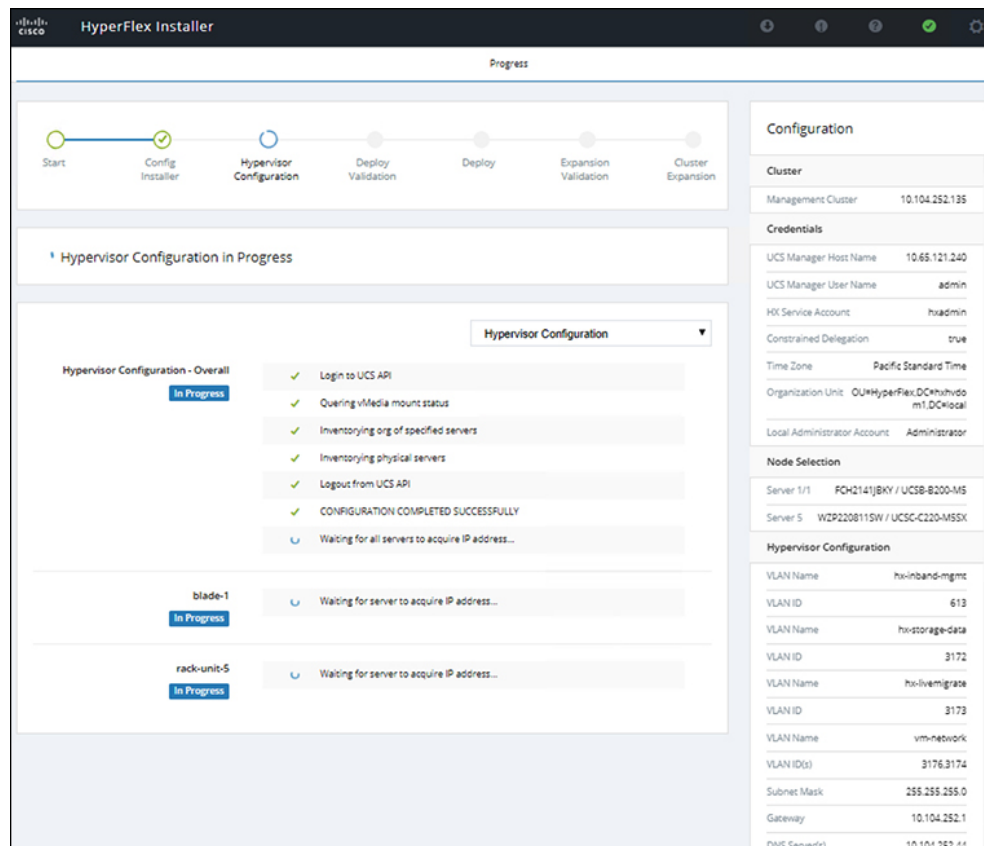 CISCO
HyperFlex Installer
Progress
Start
Config
Installer
Hypervisor
Configuration
Deploy
Validation
Deploy
Expansion
Validation
Cluster
Expansion
Hypervisor Configuration in Progress
Hypervisor Configuration
Hypervisor Configuration - Overall
In Progress
Login to UCS API
Quering vMedia mount status
Inventorying org of specified servers
Inventorying physical servers
Logout from UCS API
CONFIGURATION COMPLETED SUCCESSFULLY
Waiting for all servers to acquire IP address...
blade-1
In Progress
Waiting for server to acquire IP address...
rack-unit-5
In Progress
Waiting for server to acquire IP address...
Configuration
Cluster
Management Cluster 10.104.252.135
Credentials
UCS Manager Host Name 10.65.121.240
UCS Manager User Name admin
HX Service Account hxadmin
Constrained Delegation true
Time Zone Pacific Standard Time
Organization Unit OU=HyperFlex,DC=hxhvdo
m1,DC=local
Local Administrator Account Administrator
Node Selection
Server 1/1 FCH2141JBKY / UCSB-B200-M5
Server 5 WZP220811SW / UCSC-C220-M5SX
Hypervisor Configuration
VLAN Name hx-inband-mgmt
VLAN ID 613
VLAN Name hx-storage-data
VLAN ID 3172
VLAN Name hx-livemigrate
VLAN ID 3173
VLAN Name vm-network
VLAN ID(s) 3176,3174
Subnet Mask 255.255.255.0
Gateway 10.104.252.1
DNS Server(s) 10.104.252.44